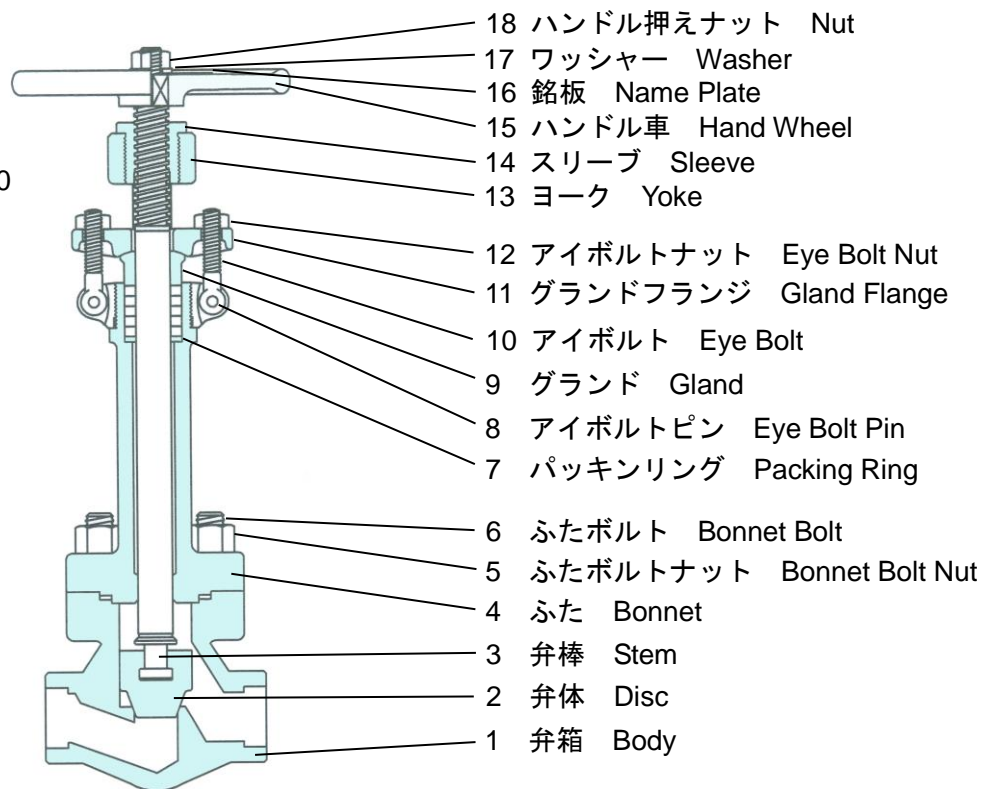 18 ハンドル押えナット Nut
17 ワッシャー Washer
16 銘板 Name Plate
15 ハンドル車 Hand Wheel
14 スリーブ Sleeve
0
13 ヨーク Yoke
12 アイボルトナット Eye Bolt Nut
11 グランドフランジ Gland Flange
10 アイボルト Eye Bolt
9 グランド Gland
8 アイボルトピン Eye Bolt Pin
7 パッキンリング Packing Ring
6 ふたボルト Bonnet Bolt
5 ふたボルトナット Bonnet Bolt Nut
4 ふた Bonnet
3 弁棒 Stem
2 弁体 Disc
1 弁箱 Body